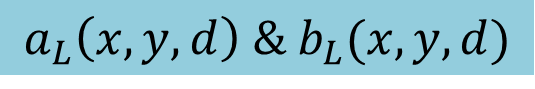 a_L(x, y, d) & b_L(x, y, d)